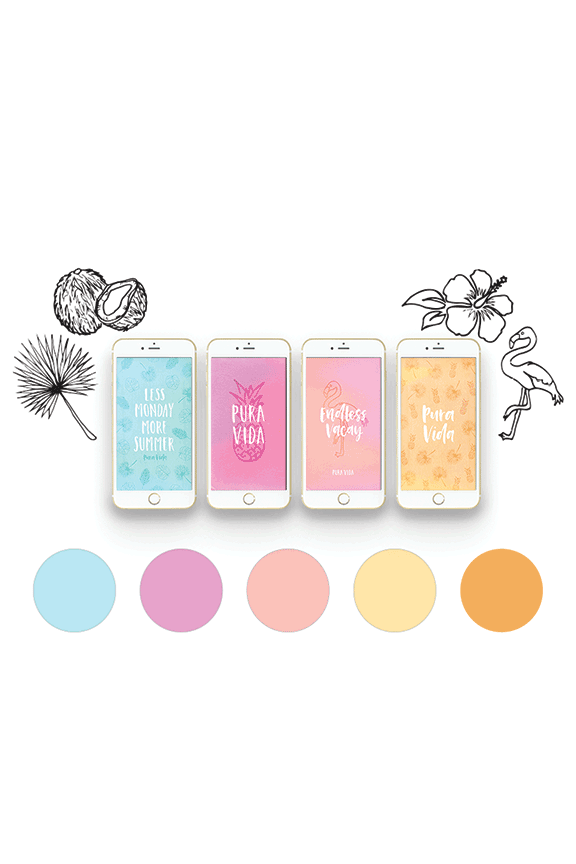 LESS
MONDAY
MORE
SUMMER
Pura Vida
PURA
VIDA
Endless
Vacay
PURA VIDA
Pura
Vida